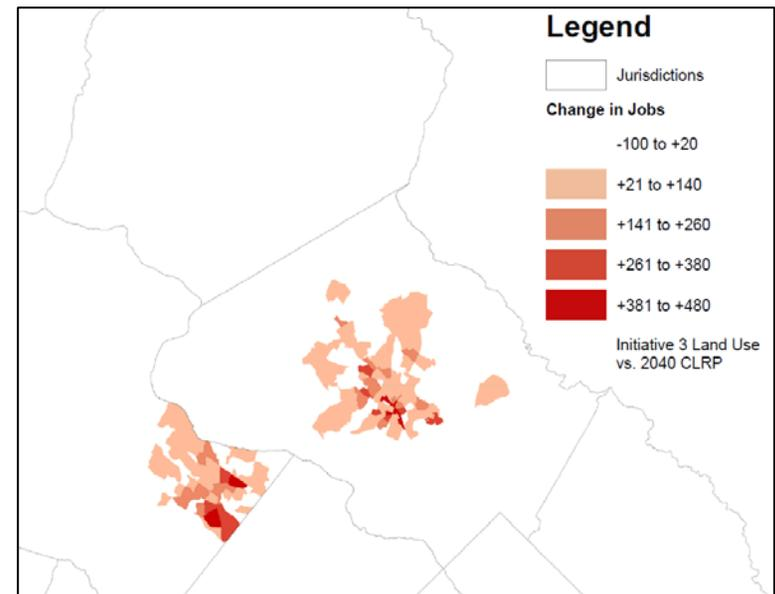 Legend
Jurisdictions
Change in Jobs
-100 to +20
+21 to +140
+141 to +260
+261 to +380
+381 to +480
Initiative 3 Land Use
vs. 2040 CLRP